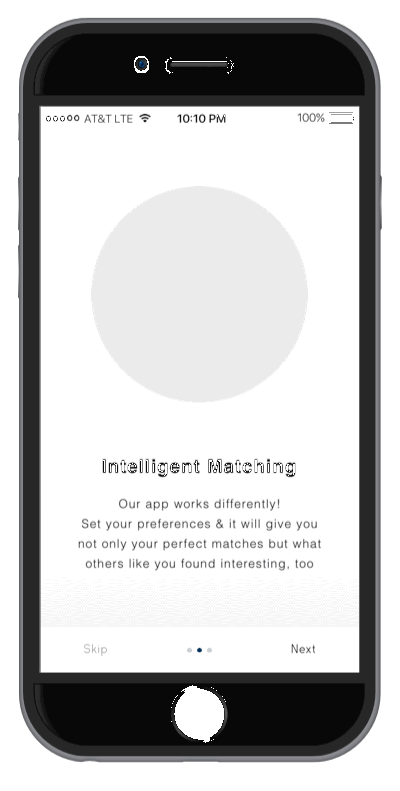 AT&T LTE 10:10 PM 100%
Intelligent Matching
Our app works differently!
Set your preferences & it will give you
not only your perfect matches but what
others like you found interesting, too
Skip Next